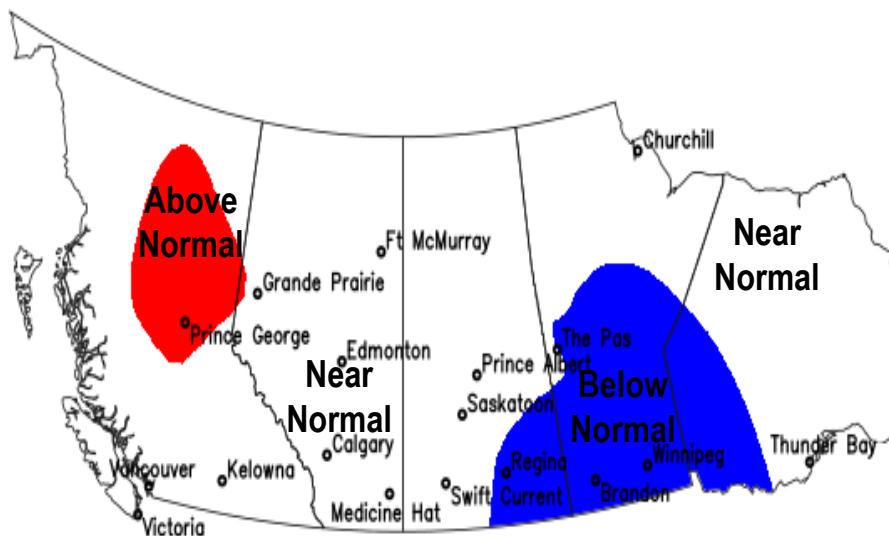 Churchill
Above
Normal
Near
Normal
Ft McMurray
Grande Prairie
Prince George
The Pas
Edmonton
Prince Albert
Near
Normal
Below
Normal
Saskatoon
Calgary
Thunder Bay
Winnipeg
Regina
Vancouver
Kelowna
Swift Current
Brandon
Medicine Hat
Victoria